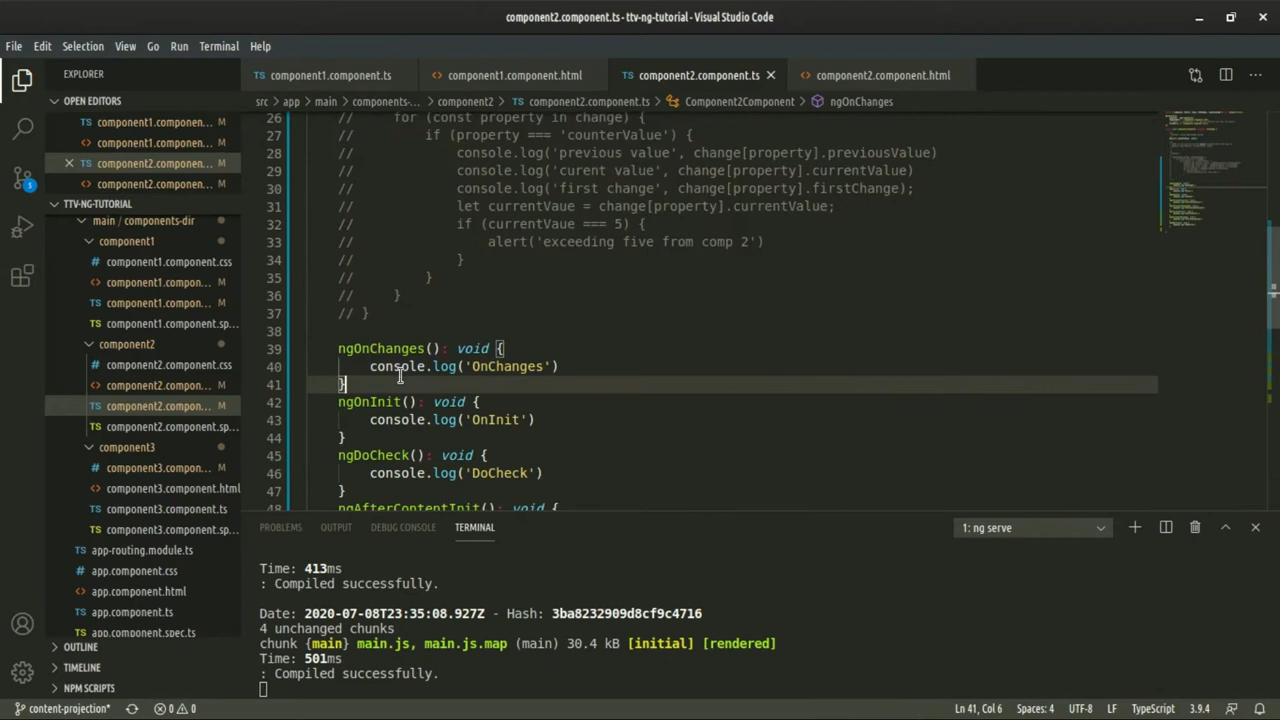 component2.component.ts - ttv-ng-tutorial - Visual Studio Code
File Edit Selection View Go Run Terminal Help
EXPLORER
component1.component.ts
component1.component.html
component2.component.ts
component2.component.html
OPEN EDITORS
src › app › main › components-... › component2 › TS component2.component.ts › Component2Component › ngOnChanges
TS component1.componen... M
<> component1.componen... M
TS component2.componen... M
<> component2.componen... M
TTV-NG-TUTORIAL
main / components-dir
component1
# component1.component.css
<> component1.compon... M
TS component1.compon... M
TS component1.component.sp...
component2
# component2.component.css
<> component2.compon... M
TS component2.compon... M
TS component2.component.sp...
component3
# component3.compon... M
<> component3.component.html
TS component3.component.ts
TS component3.component.sp...
TS app-routing.module.ts
# app.component.css
<> app.component.html
TS app.component.ts
TS app.component.spec.ts
OUTLINE
TIMELINE
NPM SCRIPTS
26 // for (const property in change) {
27 // if (property === 'counterValue') {
28 // console.log('previous value', change[property].previousValue)
29 // console.log('curent value', change[property].currentValue)
30 // console.log('first change', change[property].firstChange);
31 // let currentVaue = change[property].currentValue;
32 // if (currentVaue === 5) {
33 // alert('exceeding five from comp 2')
34 // }
35 // }
36 // }
37 // }
38
39 ngOnChanges(): void {
40 console.log('OnChanges')
41 }
42 ngOnInit(): void {
43 console.log('OnInit')
44 }
45 ngDoCheck(): void {
46 console.log('DoCheck')
47 }
48 ngAfterContentInit(): void {
PROBLEMS OUTPUT DEBUG CONSOLE TERMINAL 1: ng serve
Time: 413ms
: Compiled successfully.
Date: 2020-07-08T23:35:08.927Z - Hash: 3ba8232909d8cf9c4716
4 unchanged chunks
chunk {main} main.js, main.js.map (main) 30.4 kB [initial] [rendered]
Time: 501ms
: Compiled successfully.
content-projection* 0 0 Ln 41, Col 6 Spaces: 4 UTF-8 LF TypeScript 3.9.4